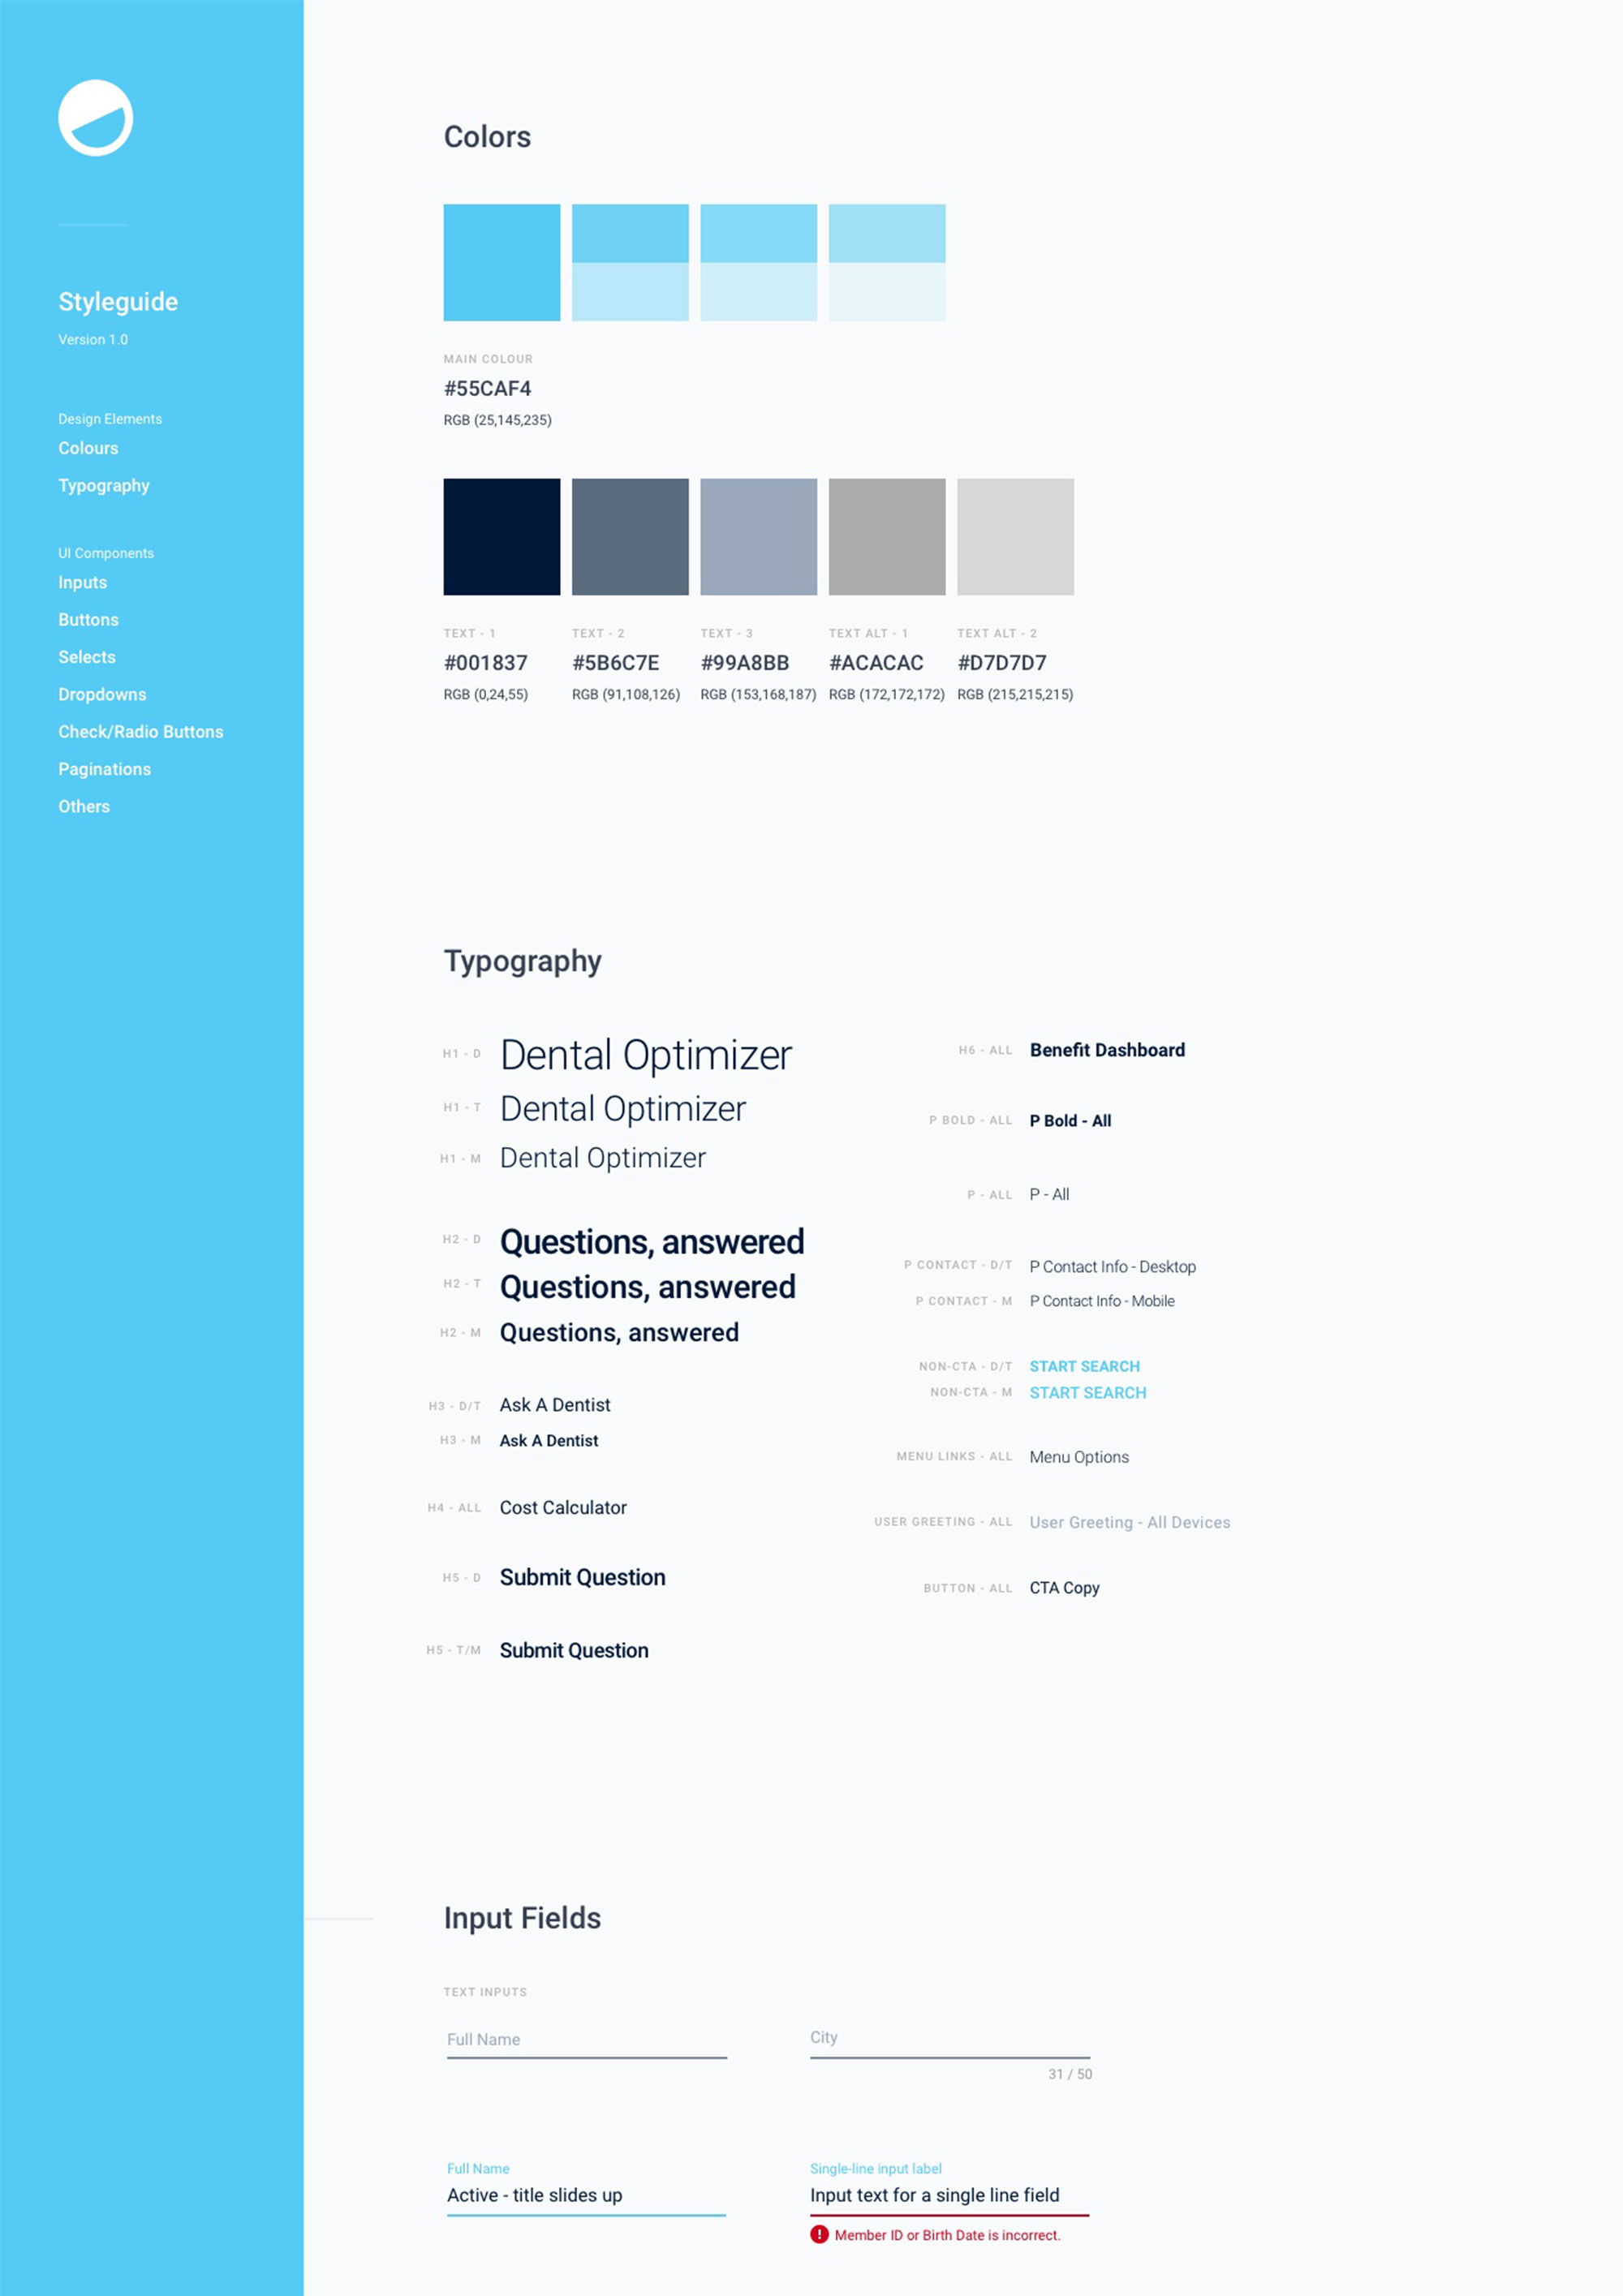 Styleguide
Version 1.0
Design Elements
Colours
Typography
UI Components
Inputs
Buttons
Selects
Dropdowns
Check/Radio Buttons
Paginations
Others
Colors
MAIN COLOUR
#55CAF4
RGB (25,145,235)
TEXT - 1
#001837
RGB (0,24,55)
TEXT - 2
#5B6C7E
RGB (91,108,126)
TEXT - 3
#99A8BB
RGB (153,168,187)
TEXT ALT - 1
#ACACAC
RGB (172,172,172)
TEXT ALT - 2
#D7D7D7
RGB (215,215,215)
Typography
H1 - D Dental Optimizer
H1 - T Dental Optimizer
H1 - M Dental Optimizer
H2 - D Questions, answered
H2 - T Questions, answered
H2 - M Questions, answered
H3 - D/T Ask A Dentist
H3 - M Ask A Dentist
H4 - ALL Cost Calculator
H5 - D Submit Question
H5 - T/M Submit Question
H6 - ALL Benefit Dashboard
P BOLD - ALL P Bold - All
P - ALL P - All
P CONTACT - D/T P Contact Info - Desktop
P CONTACT - M P Contact Info - Mobile
NON-CTA - D/T START SEARCH
NON-CTA - M START SEARCH
MENU LINKS - ALL Menu Options
USER GREETING - ALL User Greeting - All Devices
BUTTON - ALL CTA Copy
Input Fields
TEXT INPUTS
Full Name
City
31 / 50
Full Name
Active - title slides up
Single-line input label
Input text for a single line field
! Member ID or Birth Date is incorrect.